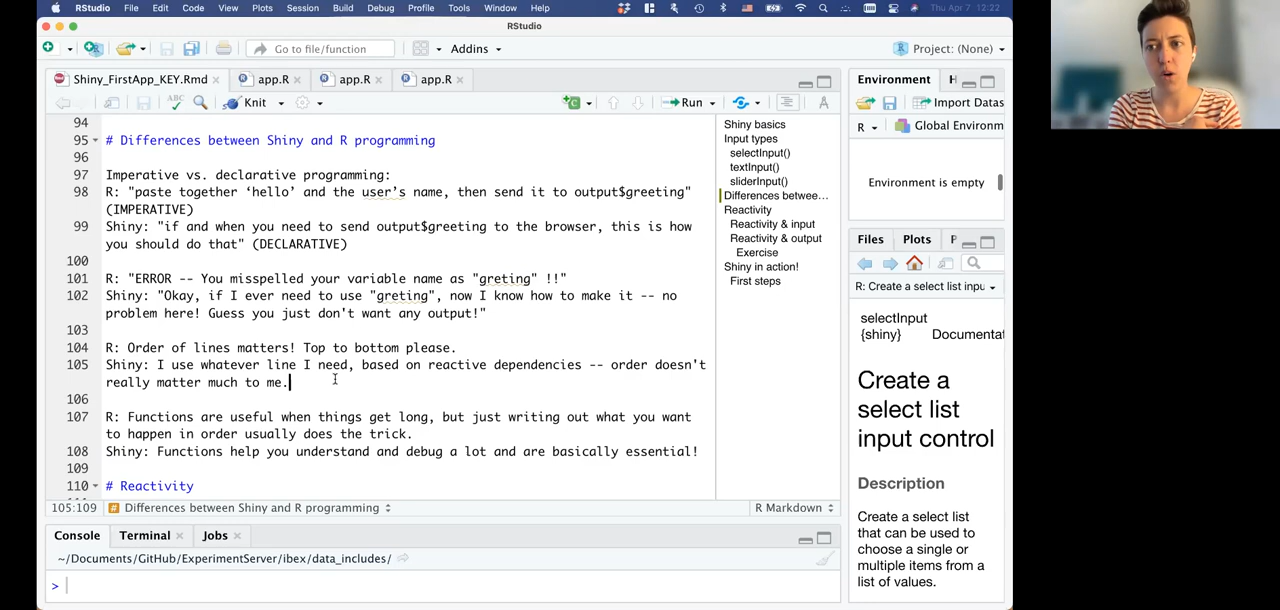 RStudio File Edit Code View Plots Session Build Debug Profile Tools Window Help Thu Apr 7 12:22
RStudio
Go to file/function
Addins
Project: (None)
Shiny_FirstApp_KEY.Rmd
app.R
app.R
app.R
ABC
Knit
Run
94
95 # Differences between Shiny and R programming
96
97 Imperative vs. declarative programming:
98 R: "paste together ‘hello’ and the user’s name, then send it to output$greeting"
(IMPERATIVE)
99 Shiny: "if and when you need to send output$greeting to the browser, this is how
you should do that" (DECLARATIVE)
100
101 R: "ERROR -- You misspelled your variable name as "greting" !!"
102 Shiny: "Okay, if I ever need to use "greting", now I know how to make it -- no
problem here! Guess you just don't want any output!"
103
104 R: Order of lines matters! Top to bottom please.
105 Shiny: I use whatever line I need, based on reactive dependencies -- order doesn't
really matter much to me.
106
107 R: Functions are useful when things get long, but just writing out what you want
to happen in order usually does the trick.
108 Shiny: Functions help you understand and debug a lot and are basically essential!
109
110 # Reactivity
105:109 # Differences between Shiny and R programming
R Markdown
Shiny basics
Input types
selectInput()
textInput()
sliderInput()
Differences betwee...
Reactivity
Reactivity & input
Reactivity & output
Exercise
Shiny in action!
First steps
Console
Terminal
Jobs
~/Documents/GitHub/ExperimentServer/ibex/data_includes/
>
Environment
H
Import Datas
R
Global Environm
Environment is empty
Files
Plots
P
R: Create a select list inpu
selectInput
{shiny}
Documentat
Create a
select list
input control
Description
Create a select list
that can be used to
choose a single or
multiple items from a
list of values.